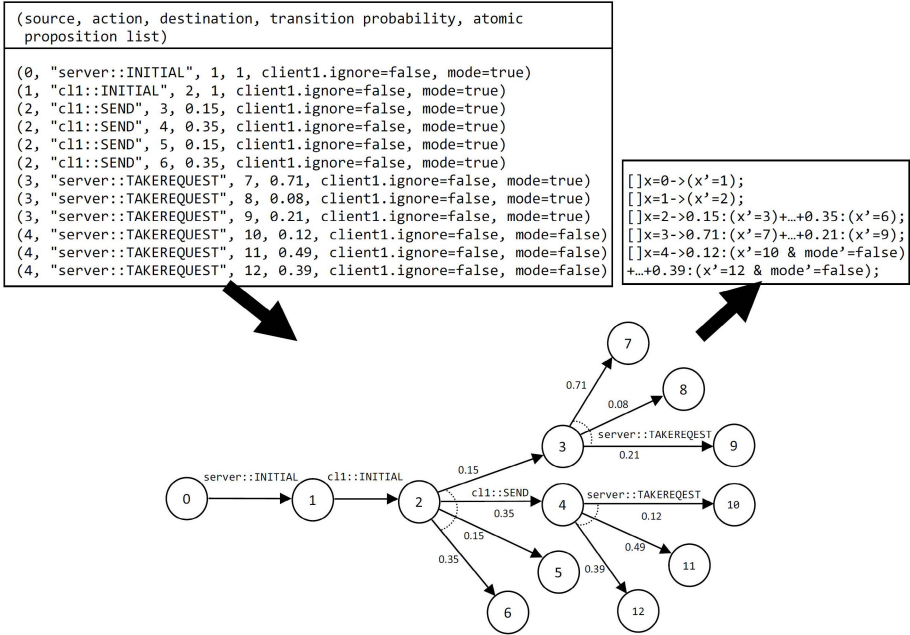 (source, action, destination, transition probability, atomic
proposition list)
(0, "server::INITIAL", 1, 1, client1.ignore=false, mode=true)
(1, "cl1::INITIAL", 2, 1, client1.ignore=false, mode=true)
(2, "cl1::SEND", 3, 0.15, client1.ignore=false, mode=true)
(2, "cl1::SEND", 4, 0.35, client1.ignore=false, mode=true)
(2, "cl1::SEND", 5, 0.15, client1.ignore=false, mode=true)
(2, "cl1::SEND", 6, 0.35, client1.ignore=false, mode=true)
(3, "server::TAKEREQUEST", 7, 0.71, client1.ignore=false, mode=true)
(3, "server::TAKEREQUEST", 8, 0.08, client1.ignore=false, mode=true)
(3, "server::TAKEREQUEST", 9, 0.21, client1.ignore=false, mode=true)
(4, "server::TAKEREQUEST", 10, 0.12, client1.ignore=false, mode=false)
(4, "server::TAKEREQUEST", 11, 0.49, client1.ignore=false, mode=false)
(4, "server::TAKEREQUEST", 12, 0.39, client1.ignore=false, mode=false)
[]x=0->(x’=1);
[]x=1->(x’=2);
[]x=2->0.15:(x’=3)+…+0.35:(x’=6);
[]x=3->0.71:(x’=7)+…+0.21:(x’=9);
[]x=4->0.12:(x’=10 & mode’=false)
+…+0.39:(x’=12 & mode’=false);
7
0.71
8
0.08
3
server::TAKEREQEST
9
0.21
0.15
server::INITIAL
cl1::INITIAL
0
1
2
cl1::SEND
0.35
4
server::TAKEREQEST
0.12
10
0.15
0.49
0.35
5
0.39
11
6
12